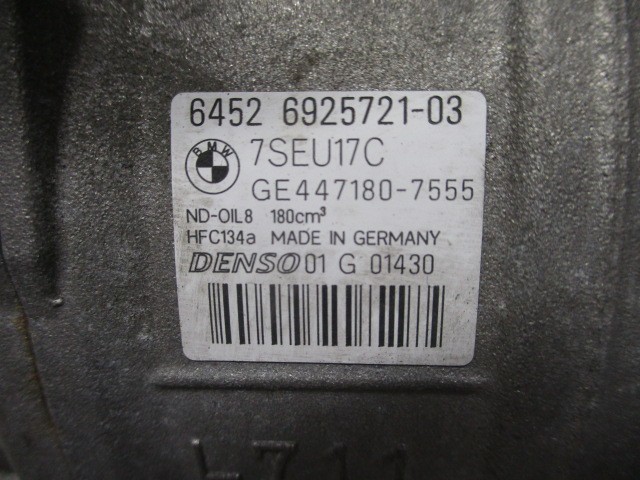 6452 6925721-03
BMW 7SEU17C
GE447180-7555
ND-OIL8 180cm³
HFC134a MADE IN GERMANY
DENSO 01 G 01430